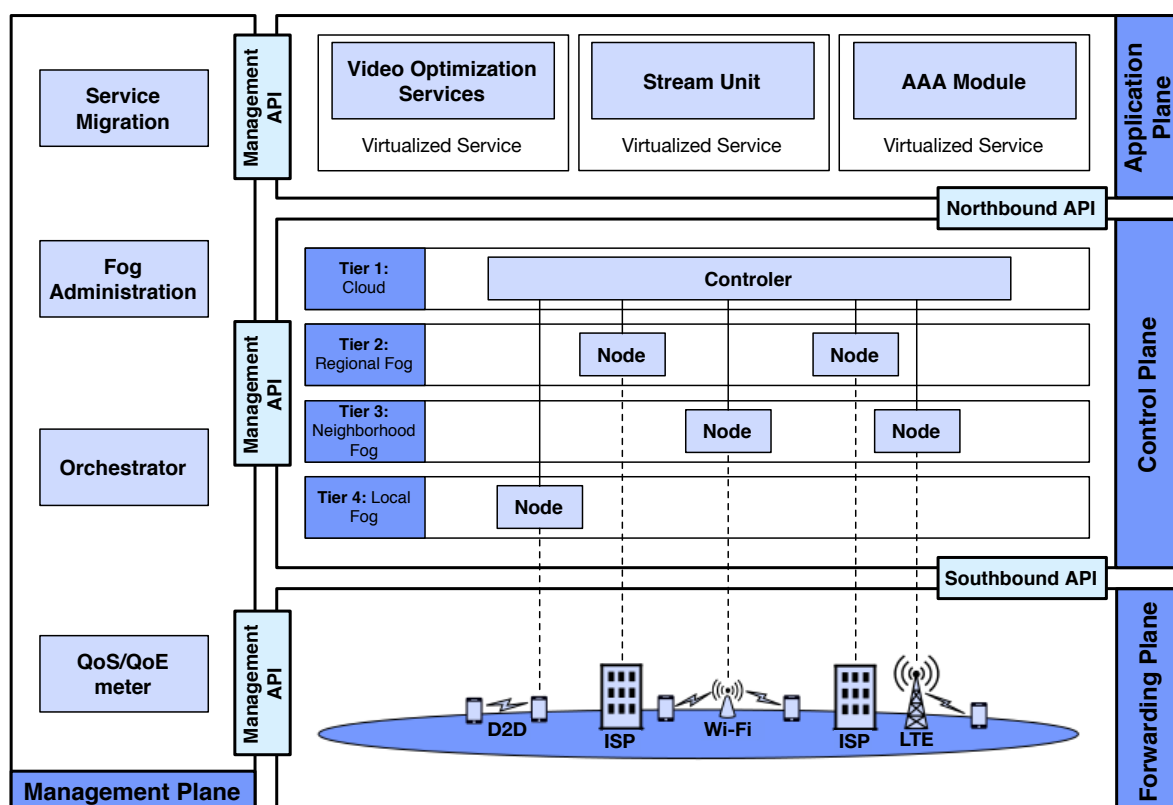 Service
Migration
Fog
Administration
Orchestrator
QoS/QoE
meter
Management Plane
Management
API
Management
API
Management
API
Video Optimization
Services
Virtualized Service
Stream Unit
Virtualized Service
AAA Module
Virtualized Service
Application
Plane
Northbound API
Tier 1:
Cloud
Controler
Tier 2:
Regional Fog
Node
Node
Tier 3:
Neighborhood
Fog
Node
Node
Tier 4: Local
Fog
Node
Control Plane
Southbound API
D2D
ISP
Wi-Fi
ISP
LTE
Forwarding Plane